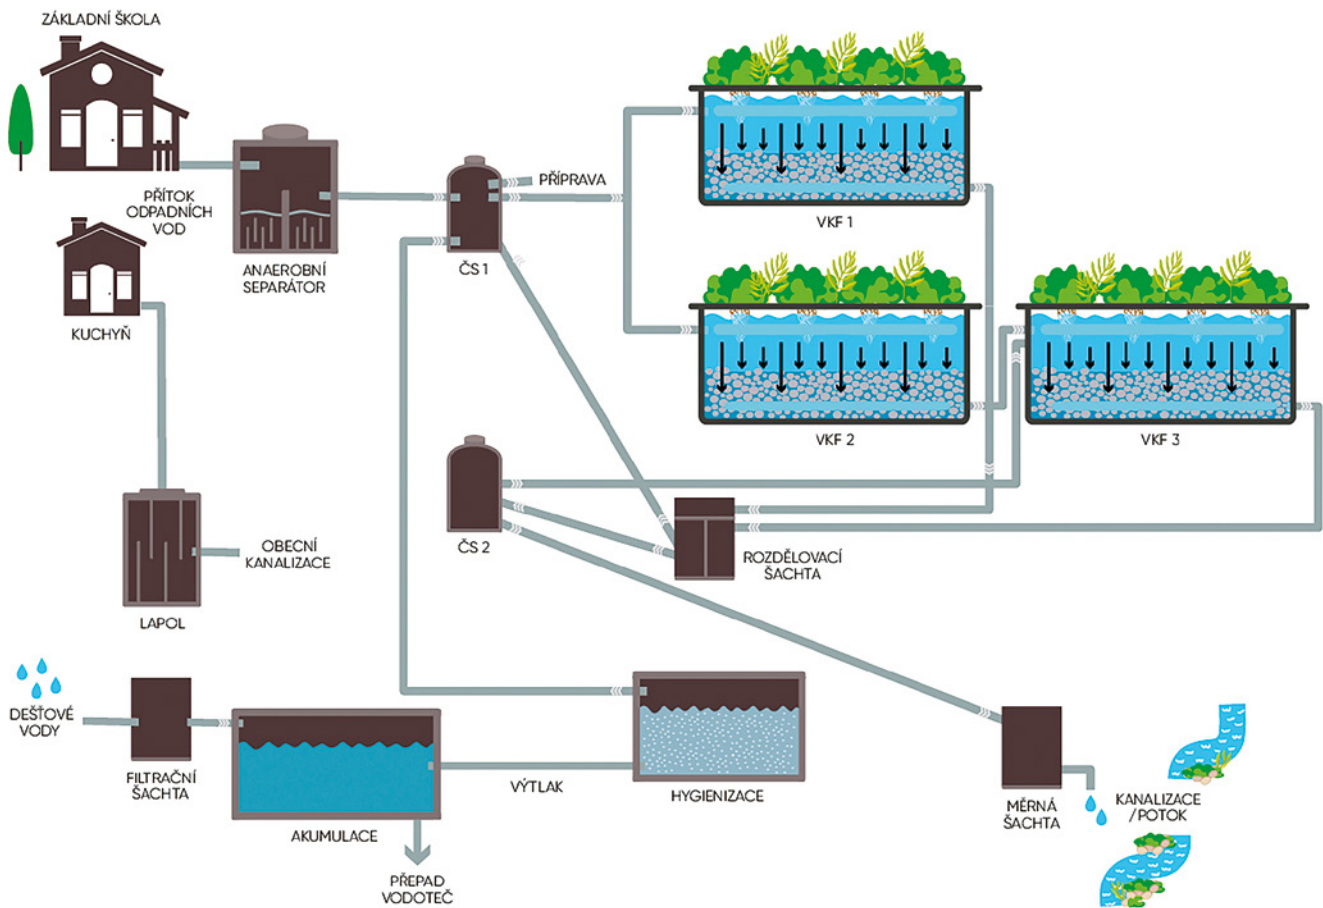 ZÁKLADNÍ ŠKOLA
PŘÍTOK
ODPADNÍCH
VOD
ANAEROBNÍ
SEPARÁTOR
ČS 1
PŘÍPRAVA
VKF 1
KUCHYŇ
VKF 2
VKF 3
ČS 2
ROZDĚLOVACÍ
ŠACHTA
OBECNÍ
KANALIZACE
LAPOL
DEŠŤOVÉ
VODY
FILTRAČNÍ
ŠACHTA
AKUMULACE
VÝTLAK
HYGIENIZACE
MĚRNÁ
ŠACHTA
KANALIZACE
/POTOK
PŘEPAD
VODOTEČ